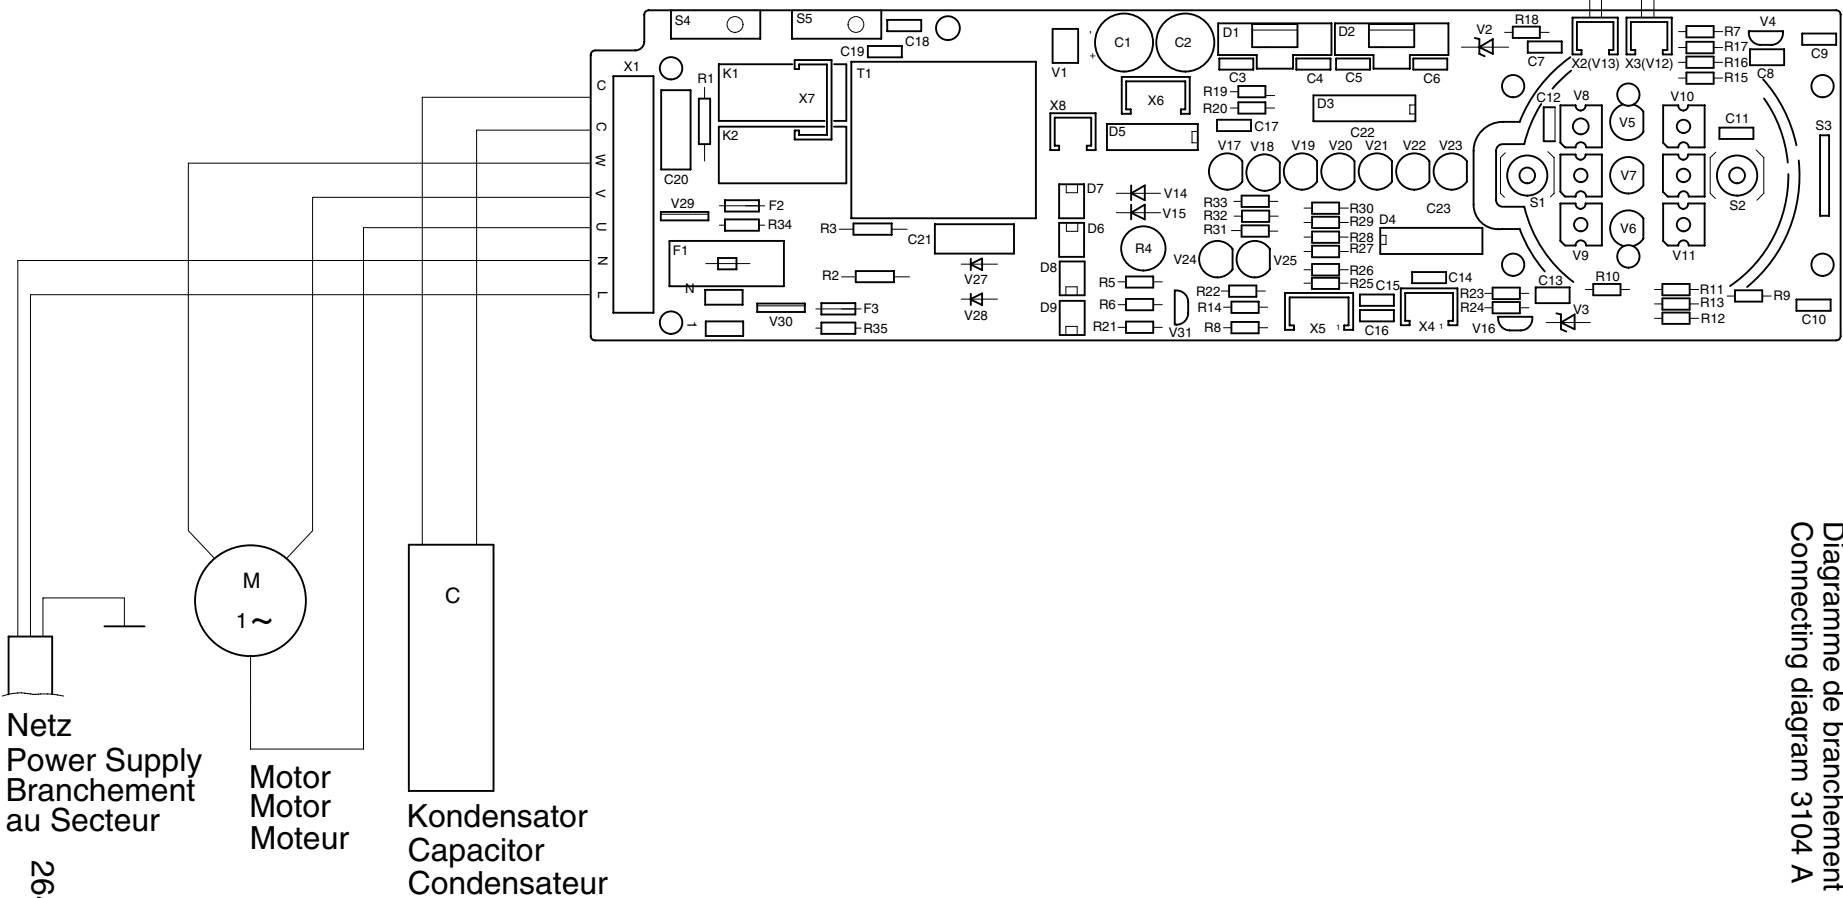 S4
S5
C18
C19
X1
R1
K1
X7
K2
T1
C20
V29
F2
R34
R3
C21
F1
R2
V27
V28
N
L
V30
F3
R35
C
C
W
V
U
N
L
V1
-
+
C1
C2
X8
X6
D5
D1
D2
C3
C4
C5
C6
R19
R20
C17
D3
C22
V17
V18
V19
V20
V21
V22
V23
D7
D6
D8
D9
V14
V15
R4
R5
R6
R21
V31
R33
R32
R31
V24
V25
R22
R14
R8
R30
R29
R28
R27
R26
R25
C23
D4
C14
C15
C16
X5 1
X4 1
V2
R18
C7
X2(V13)
X3(V12)
R7
R17
R16
R15
V4
C8
C9
C12
V8
V5
V10
C11
S3
S1
V7
S2
V9
V6
V11
R23
R24
V16
C13
V3
R10
R11
R13
R12
R9
C10
M
1~
C
Netz
Power Supply
Branchement
au Secteur
Motor
Motor
Moteur
Kondensator
Capacitor
Condensateur
Diagramme de branchement
Connecting diagram 3104 A
26-